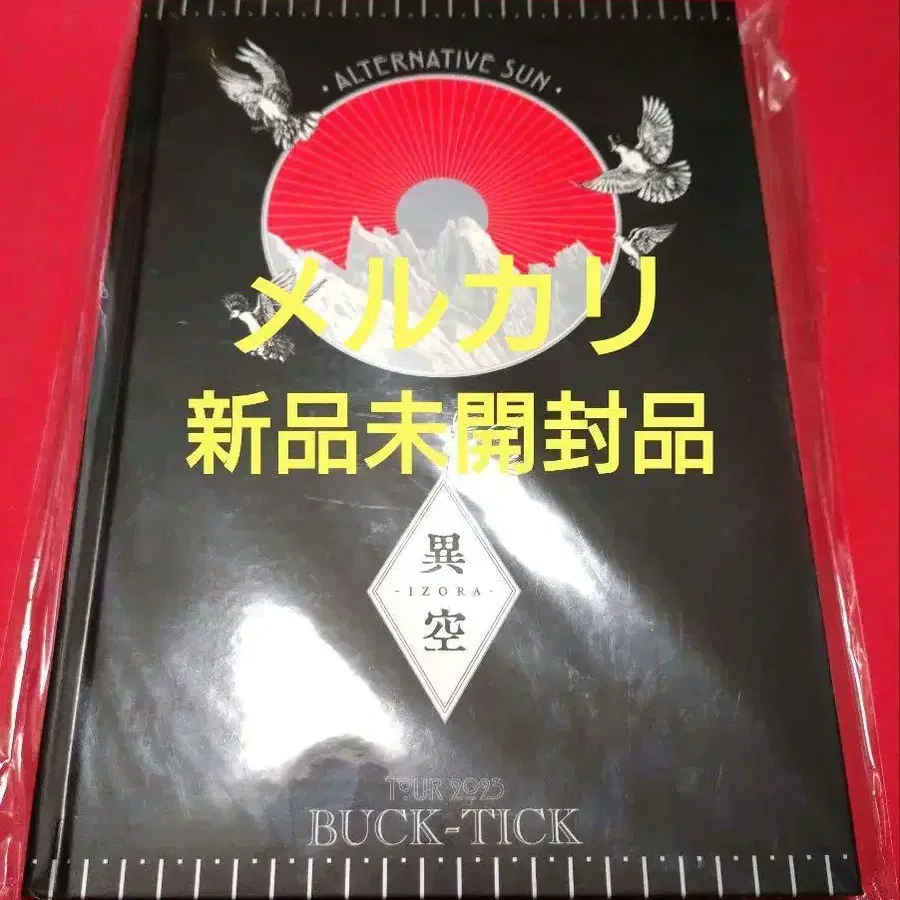 ・ALTERNATIVE SUN・
メルカリ
新品未開封品
異
-IZORA-
空
TOUR 2023
BUCK-TICK